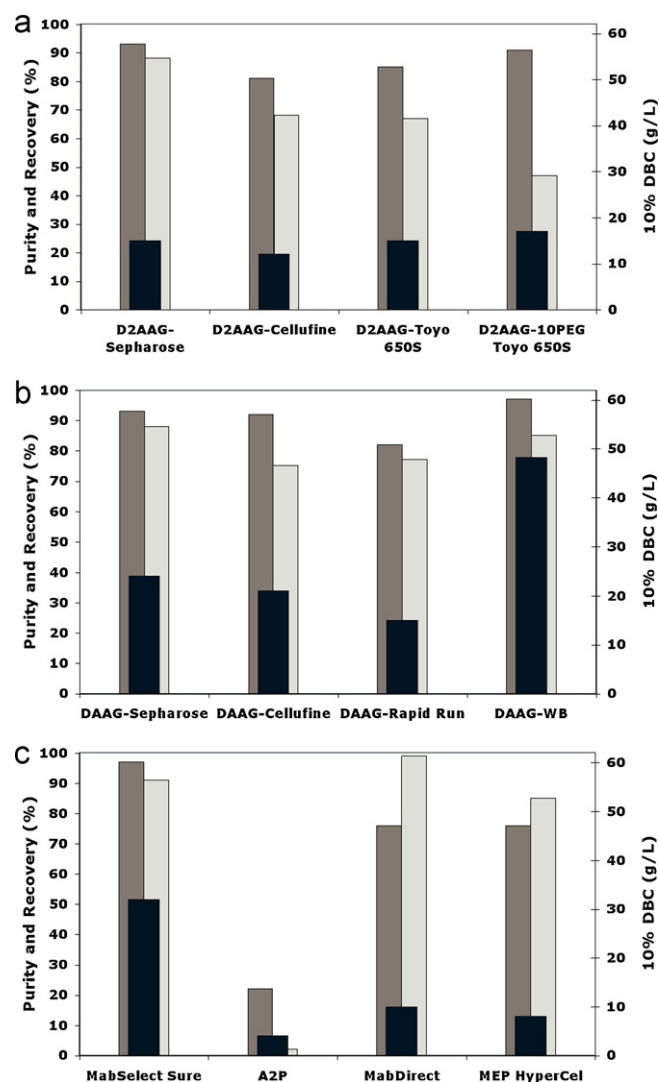 a
Purity and Recovery (%)
100
90
80
70
60
50
40
30
20
10
0
60
50
40
30
20
10
0
10% DBC (g/L)
D2AAG-
Sepharose
D2AAG-Cellufine
D2AAG-Toyo
650S
D2AAG-10PEG
Toyo 650S
b
Purity and Recovery (%)
100
90
80
70
60
50
40
30
20
10
0
60
50
40
30
20
10
0
10% DBC (g/L)
DAAG-Sepharose
DAAG-Cellufine
DAAG-Rapid Run
DAAG-WB
c
Purity and Recovery (%)
100
90
80
70
60
50
40
30
20
10
0
60
50
40
30
20
10
0
10% DBC (g/L)
MabSelect Sure
A2P
MabDirect
MEP HyperCel